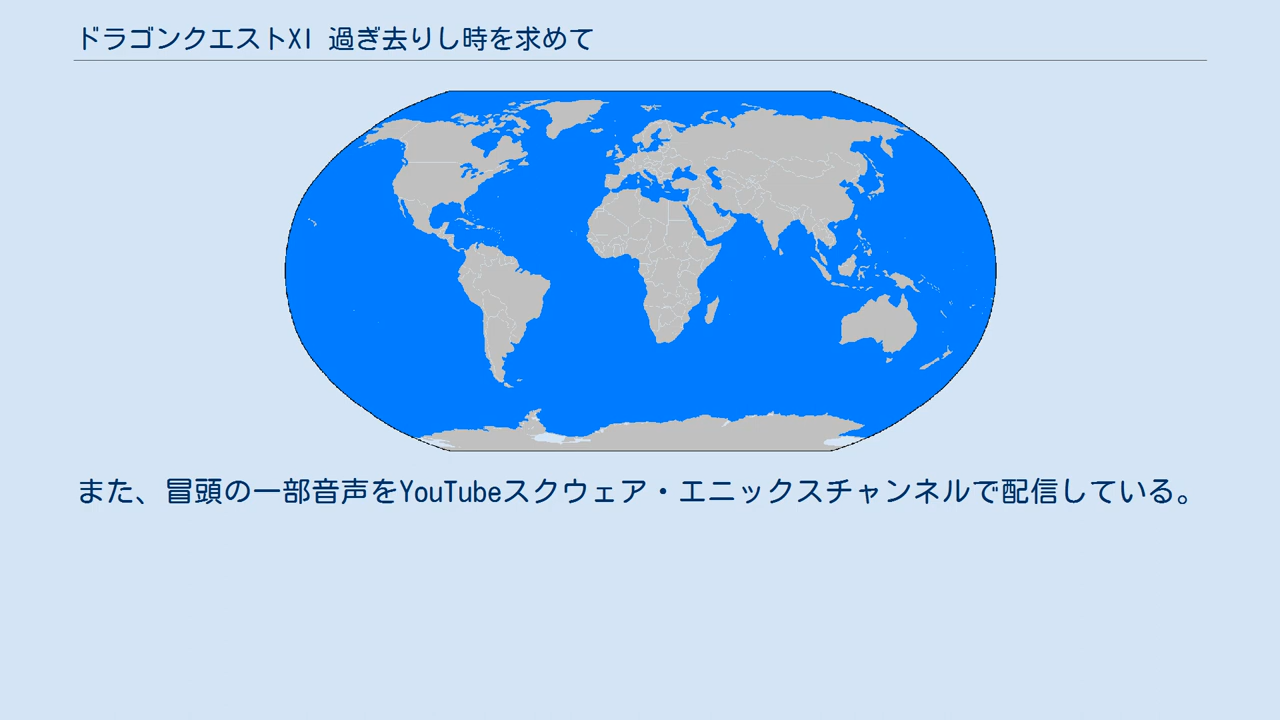 ドラゴンクエストXI 過ぎ去りし時を求めて
また、冒頭の一部音声をYouTubeスクウェア・エニックスチャンネルで配信している。